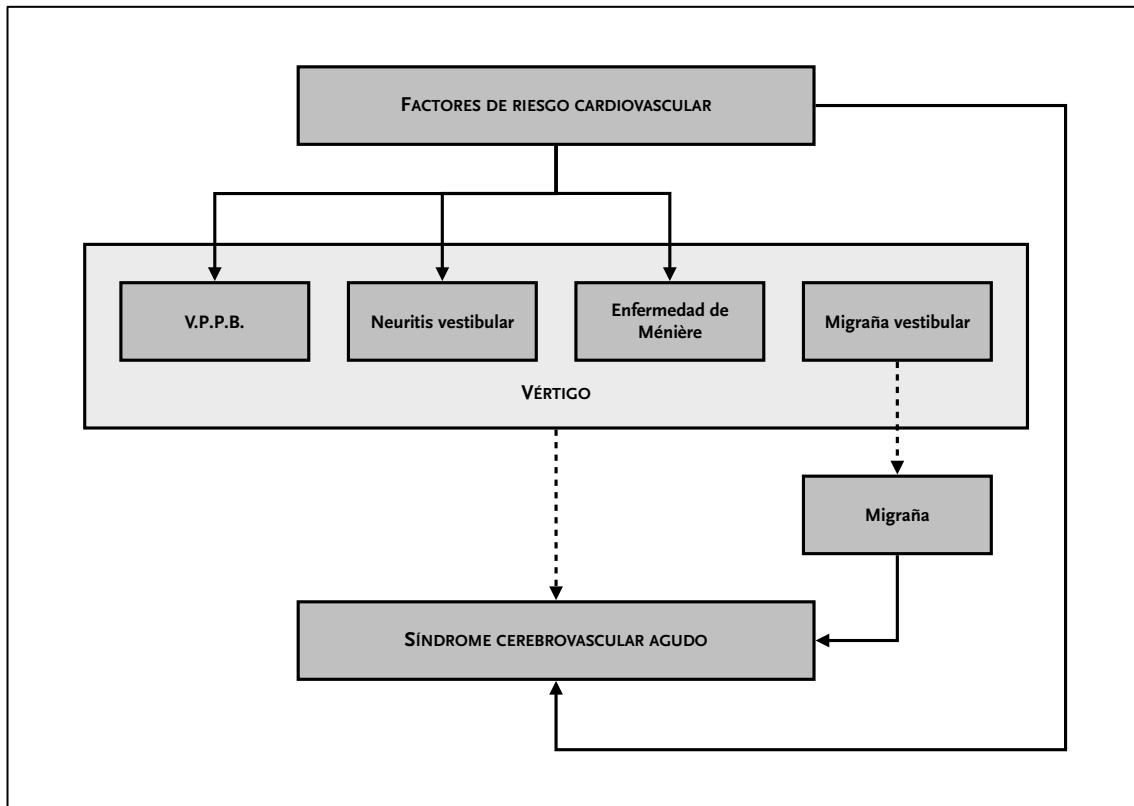 FACTORES DE RIESGO CARDIOVASCULAR
V.P.P.B.
Neuritis vestibular
Enfermedad de
Ménière
Migraña vestibular
VÉRTIGO
Migraña
SÍNDROME CEREBROVASCULAR AGUDO